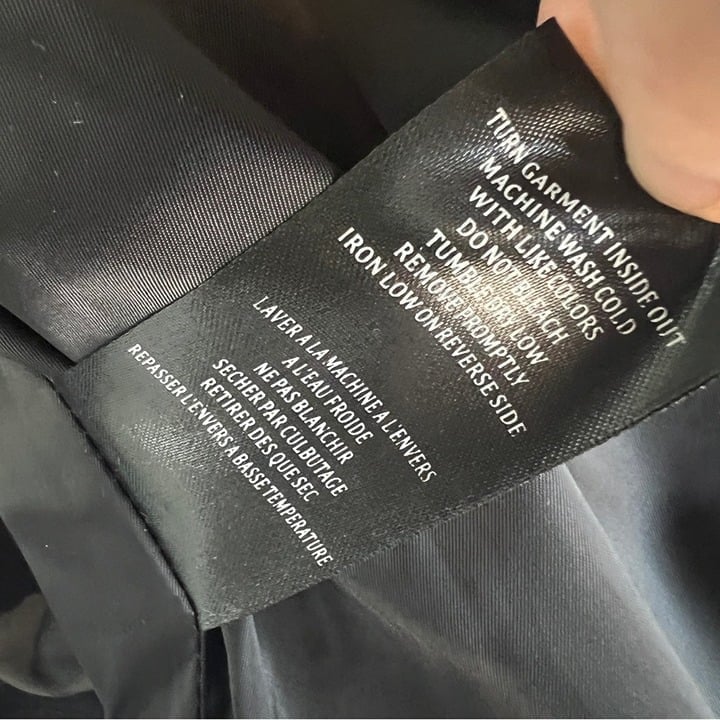 TURN GARMENT INSIDE OUT
MACHINE WASH COLD
WITH LIKE COLORS
DO NOT BLEACH
TUMBLE DRY LOW
REMOVE PROMPTLY
IRON LOW ON REVERSE SIDE
LAVER A LA MACHINE A L'ENVERS
A L'EAU FROIDE
NE PAS BLANCHIR
SECHER PAR CULBUTAGE
RETIRER DES QUE SEC
REPASSER L'ENVERS A BASSE TEMPERATURE